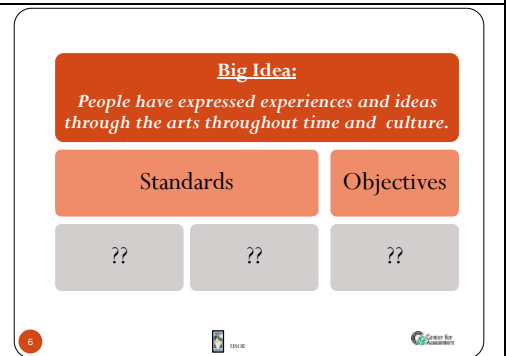 Big Idea:
People have expressed experiences and ideas
through the arts throughout time and culture.
Standards
Objectives
??
??
??
6
USOE
Center for
Assessment